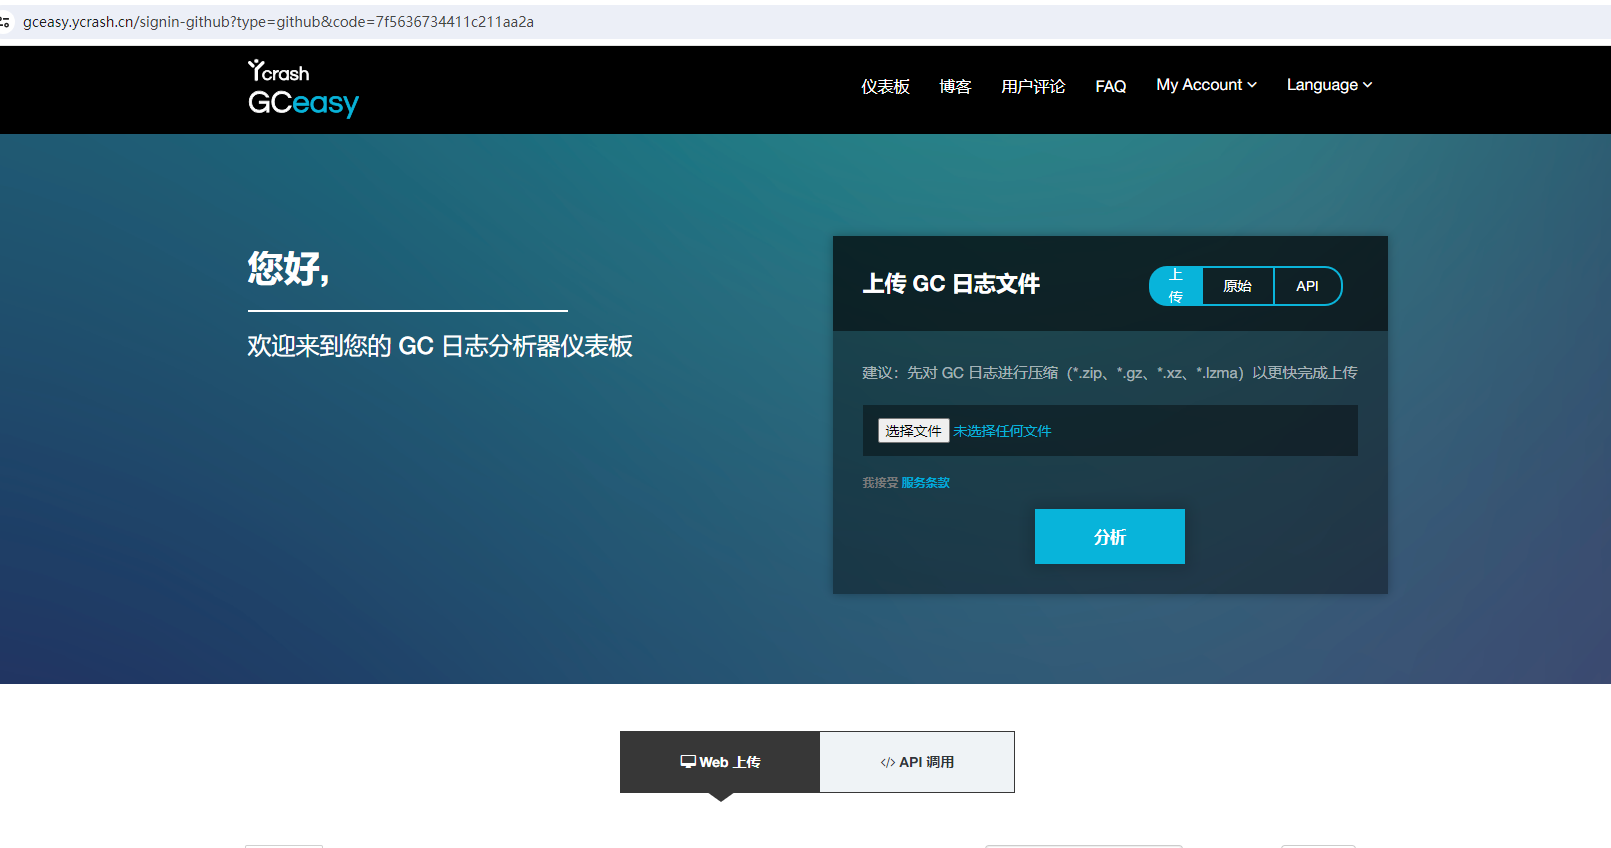 gceasy.ycrash.cn/signin-github?type=github&code=7f5636734411c211aa2a
Ycrash
GCeasy
仪表板 博客 用户评论 FAQ My Account Language
您好,
欢迎来到您的 GC 日志分析器仪表板
上传 GC 日志文件
上传 原始 API
建议：先对 GC 日志进行压缩（*.zip、*.gz、*.xz、*.lzma）以更快完成上传
选择文件 未选择任何文件
我接受 服务条款
分析
Web 上传 </> API 调用